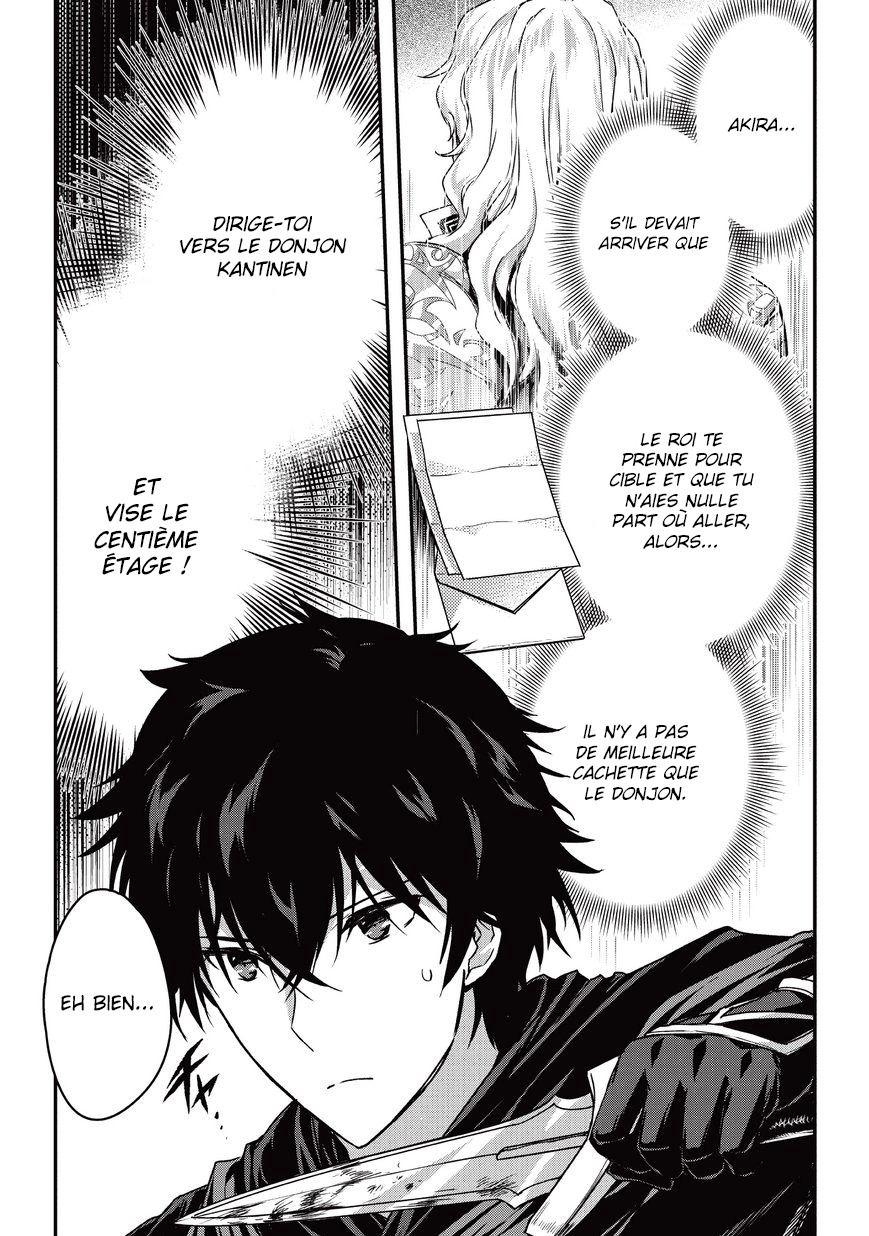 AKIRA...
S'IL DEVAIT
ARRIVER QUE
LE ROI TE
PRENNE POUR
CIBLE ET QUE TU
N'AIES NULLE
PART OÙ ALLER,
ALORS...
IL N'Y A PAS
DE MEILLEURE
CACHETTE QUE
LE DONJON.
DIRIGE-TOI
VERS LE DONJON
KANTINEN
ET
VISE LE
CENTIÈME
ÉTAGE !
EH BIEN...